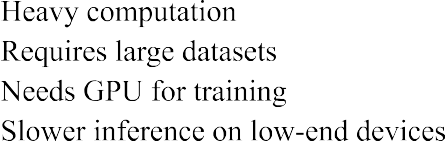 Heavy computation
Requires large datasets
Needs GPU for training
Slower inference on low-end devices